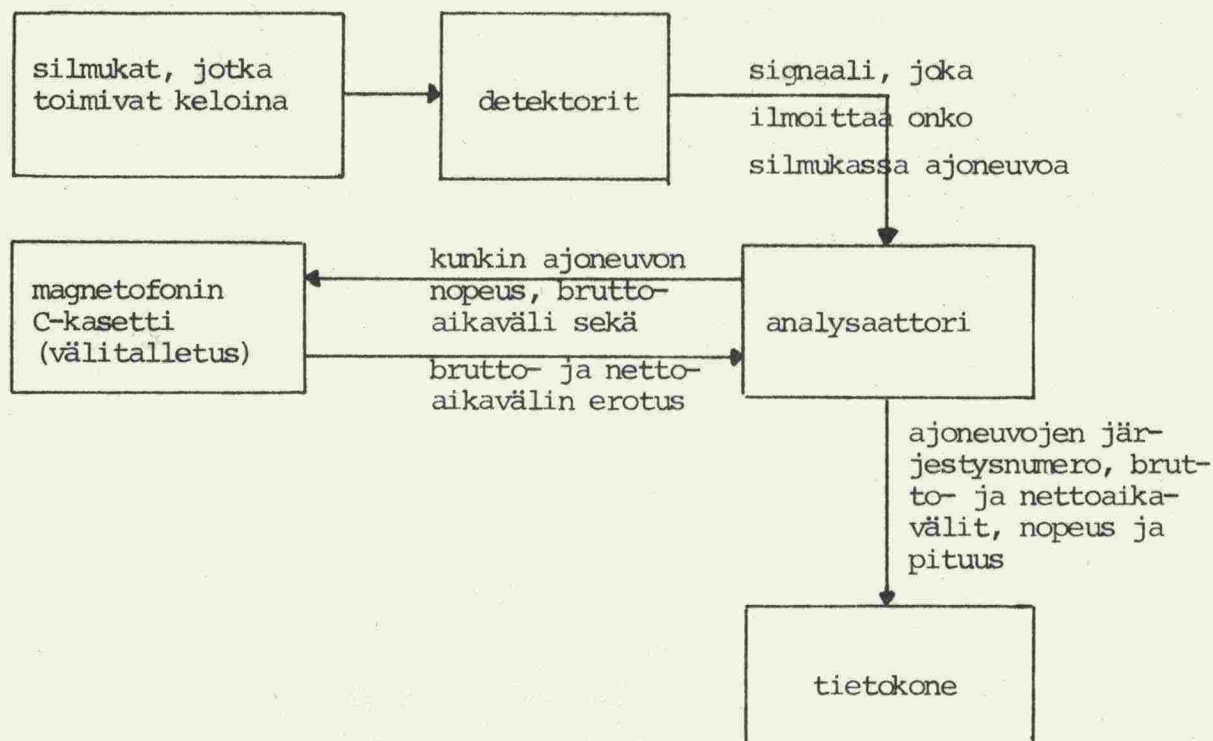 silmukat, jotka
toimivat keloina
detektorit
signaali, joka
ilmoittaa onko
silmukassa ajoneuvoa
magnetofonin
C-kasetti
(välitalletus)
kunkin ajoneuvon
nopeus, brutto-
aikaväli sekä
brutto- ja netto-
aikavälin erotus
analysaattori
ajoneuvojen jär-
jestysnumero, brut-
to- ja nettoaika-
välit, nopeus ja
pituus
tietokone